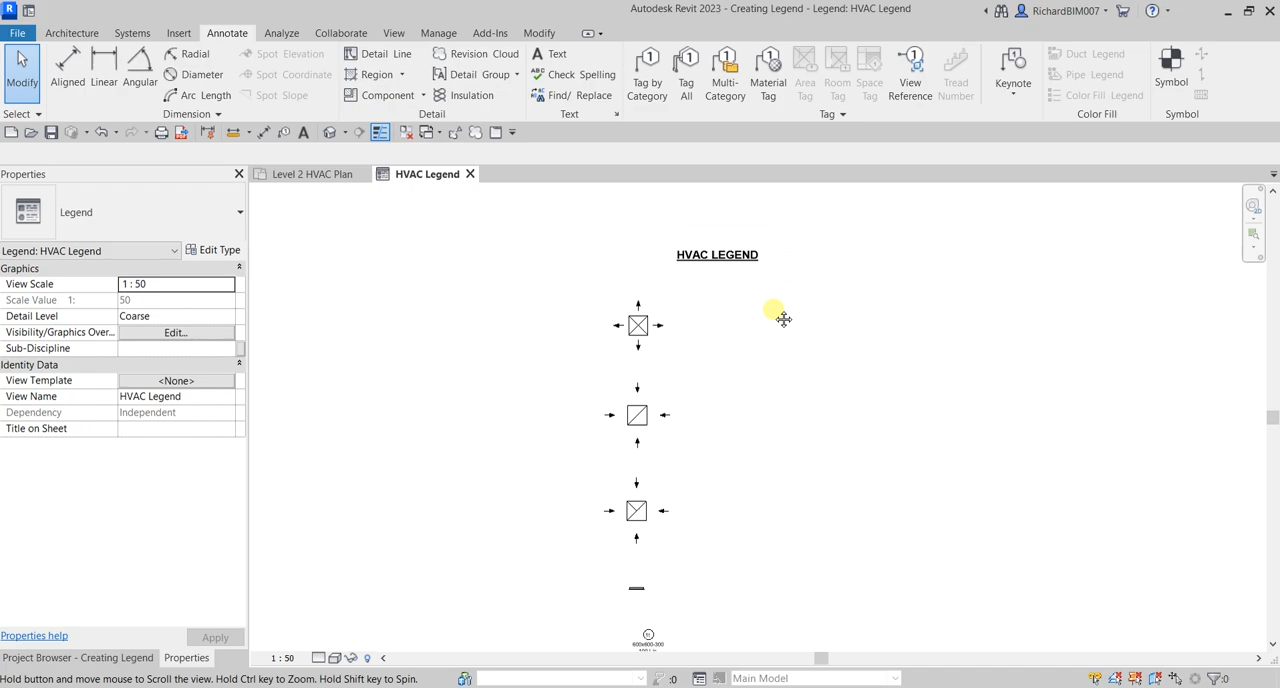 Autodesk Revit 2023 - Creating Legend - Legend: HVAC Legend
RichardBIM007
File Architecture Systems Insert Annotate Analyze Collaborate View Manage Add-Ins Modify
Modify
Select
Aligned Linear Angular
Radial
Diameter
Arc Length
Spot Elevation
Spot Coordinate
Spot Slope
Dimension
Detail Line
Region
Component
Revision Cloud
Detail Group
Insulation
Detail
Text
Check Spelling
Find/ Replace
Text
Tag by Category
Tag All
Multi-Category
Material Tag
Area Tag
Room Tag
Space Tag
View Reference
Tread Number
Tag
Keynote
Duct Legend
Pipe Legend
Color Fill Legend
Color Fill
Symbol
Symbol
Properties
Level 2 HVAC Plan
HVAC Legend
Legend
Legend: HVAC Legend
Edit Type
Graphics
View Scale 1 : 50
Scale Value 1: 50
Detail Level Coarse
Visibility/Graphics Over... Edit...
Sub-Discipline
Identity Data
View Template <None>
View Name HVAC Legend
Dependency Independent
Title on Sheet
HVAC LEGEND
600x600-300
Properties help
Apply
Project Browser - Creating Legend
Properties
1 : 50
Hold button and move mouse to Scroll the view. Hold Ctrl key to Zoom. Hold Shift key to Spin.
:0
Main Model
:0